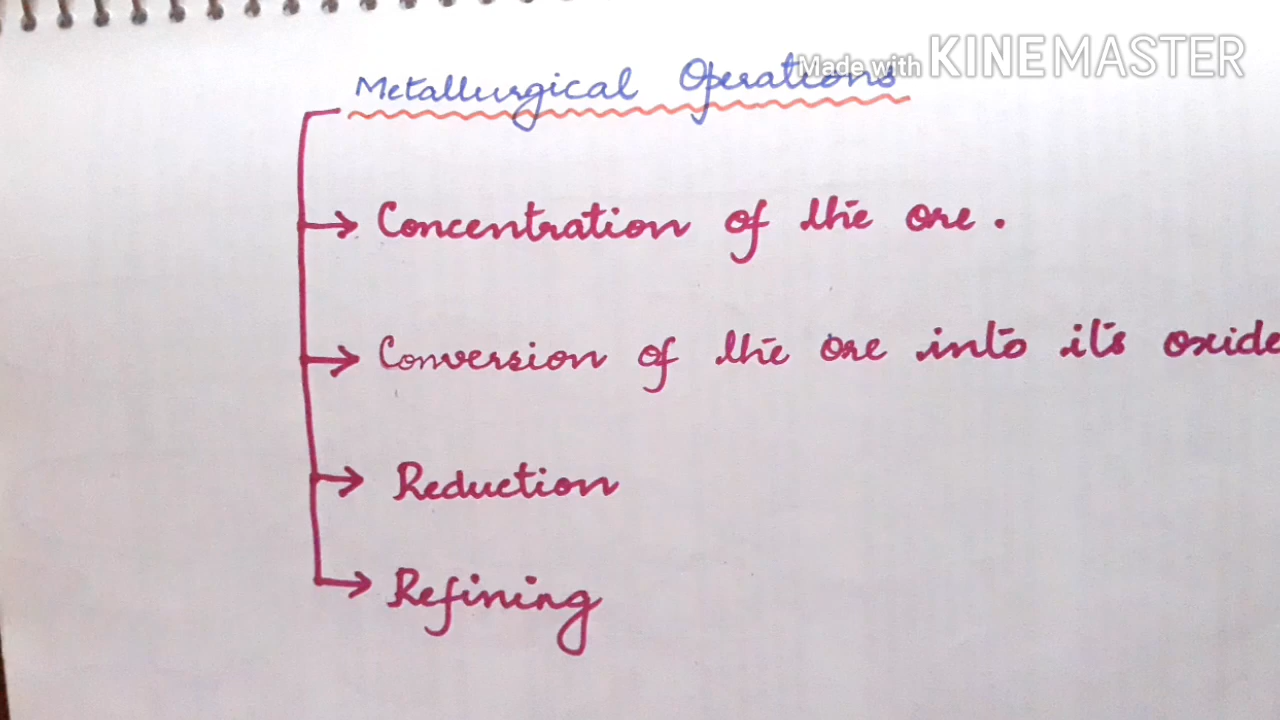 Made with KINEMASTER
Metallurgical Operations
Concentration of the ore.
Conversion of the ore into its oxide
Reduction
Refining